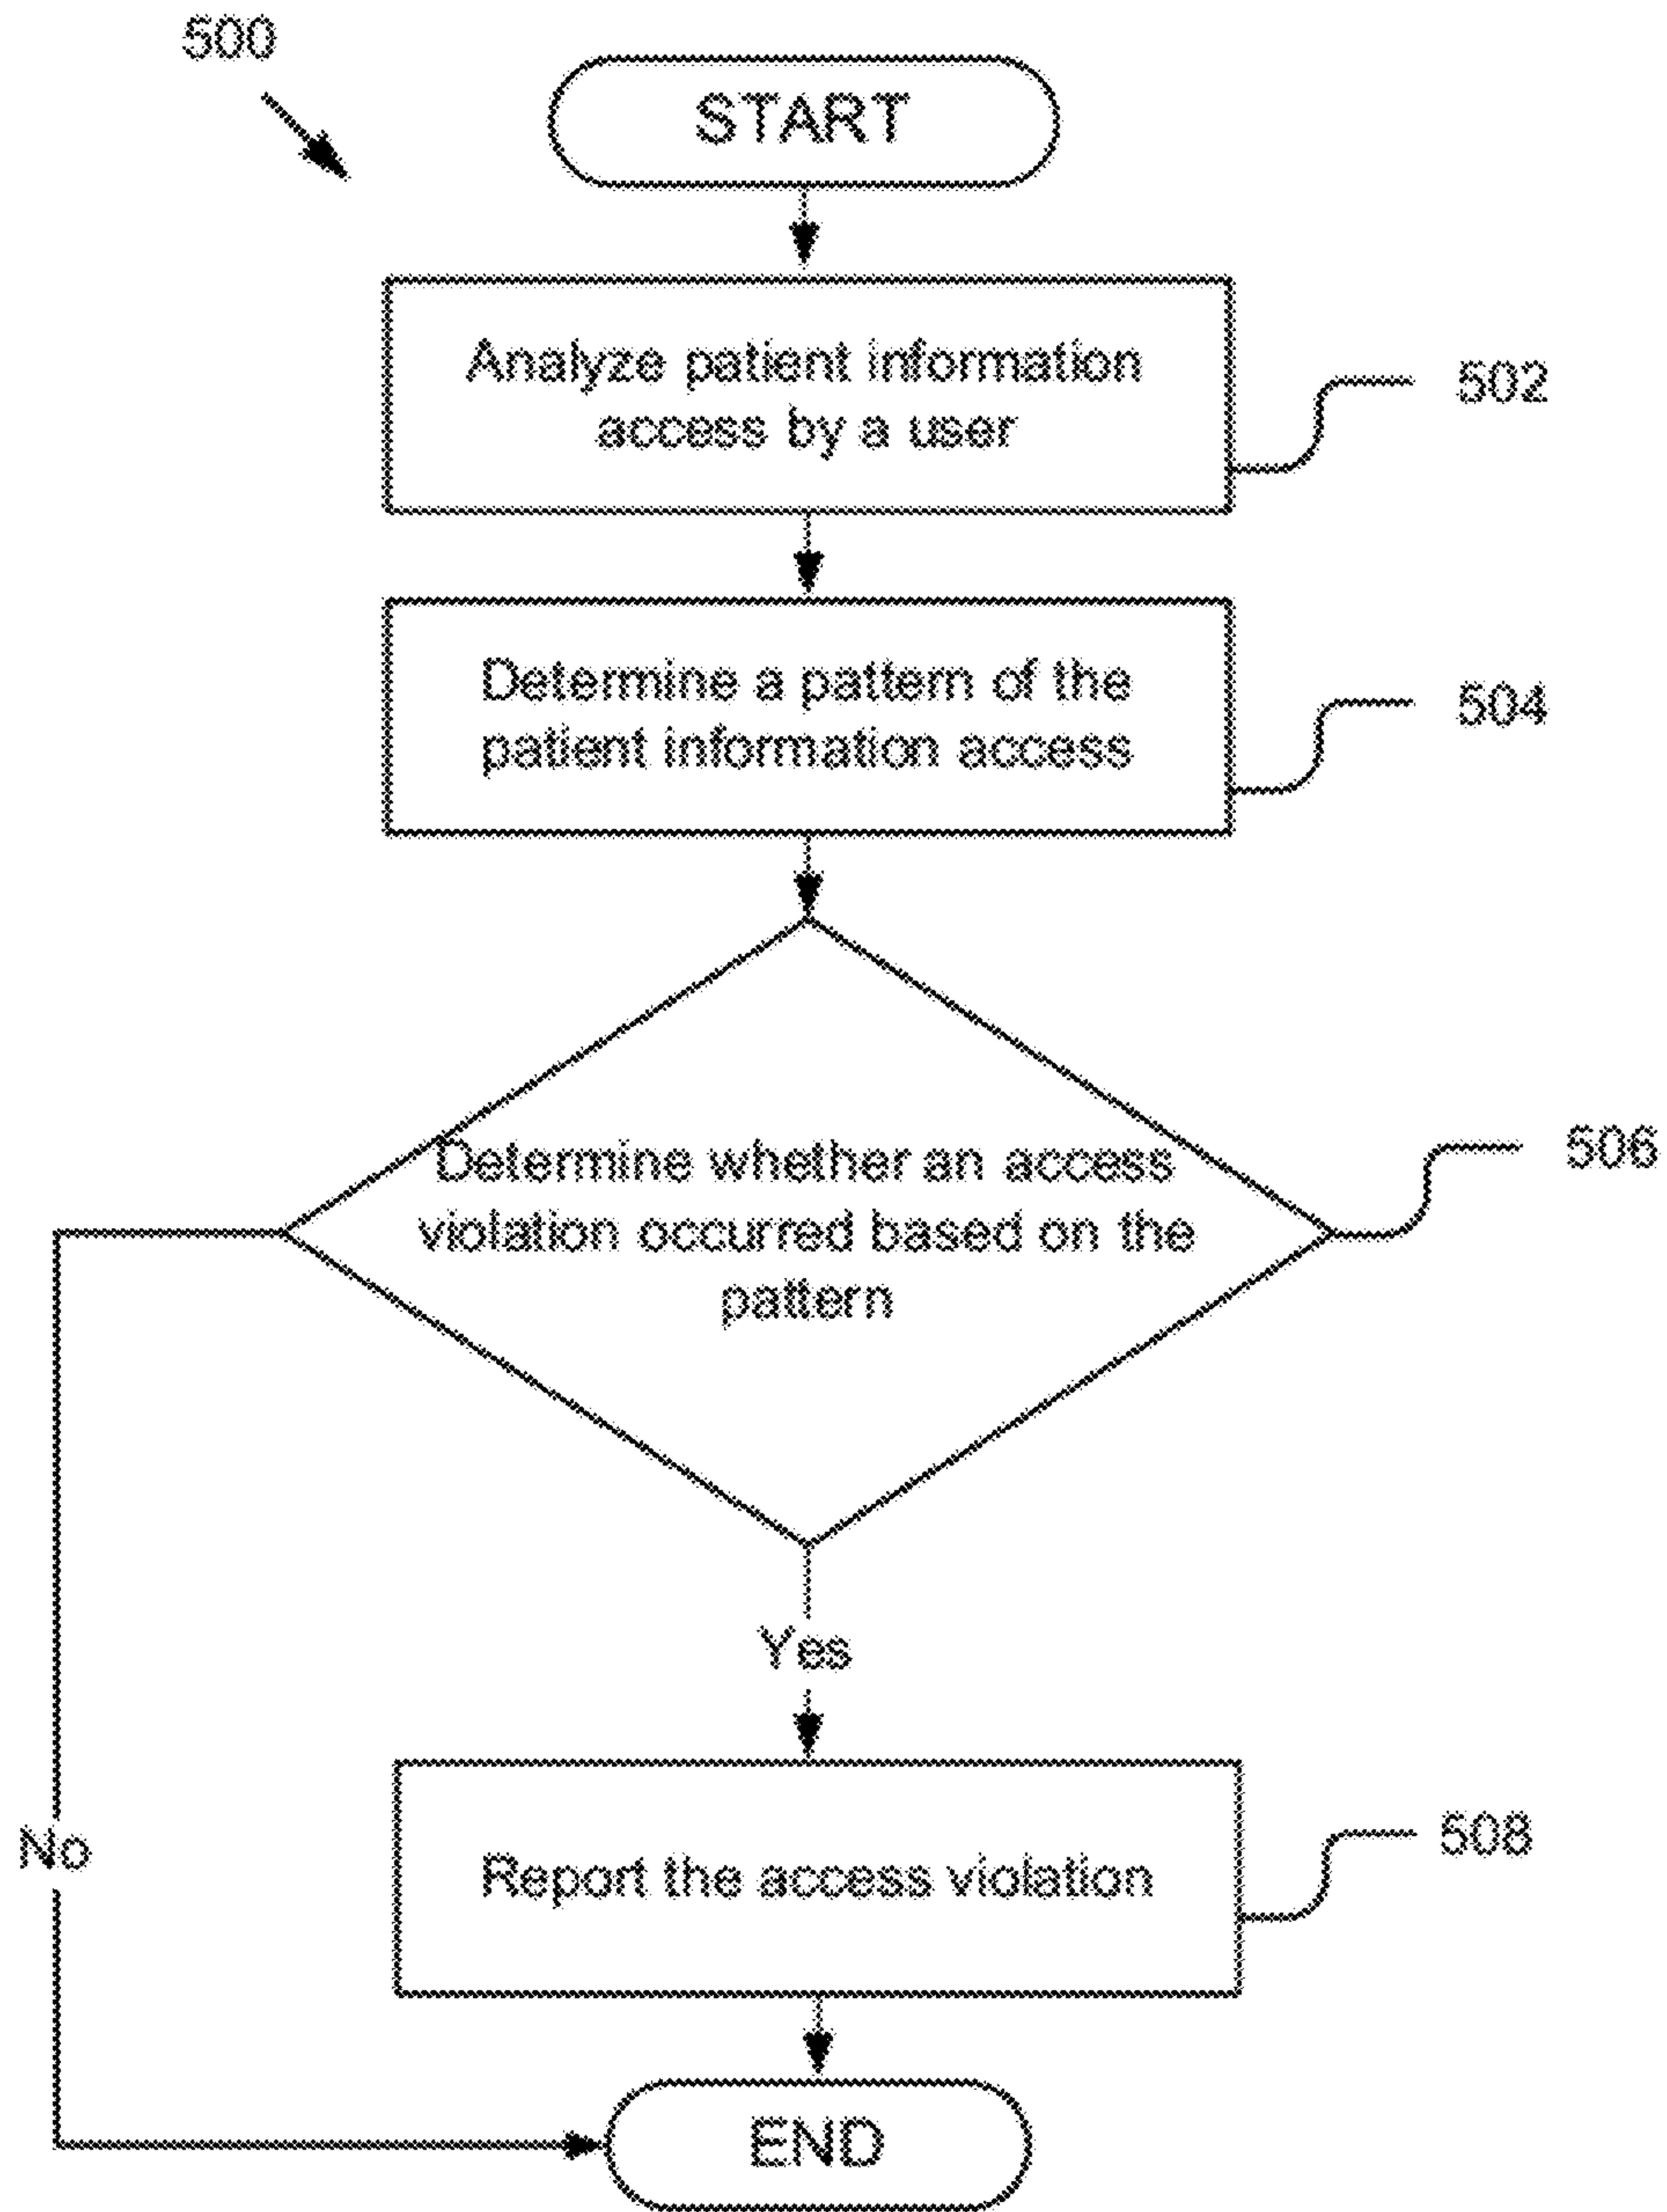 500
START
Analyze patient information
access by a user
502
Determine a pattern of the
patient information access
504
Determine whether an access
violation occurred based on the
pattern
506
Yes
No
Report the access violation
508
END